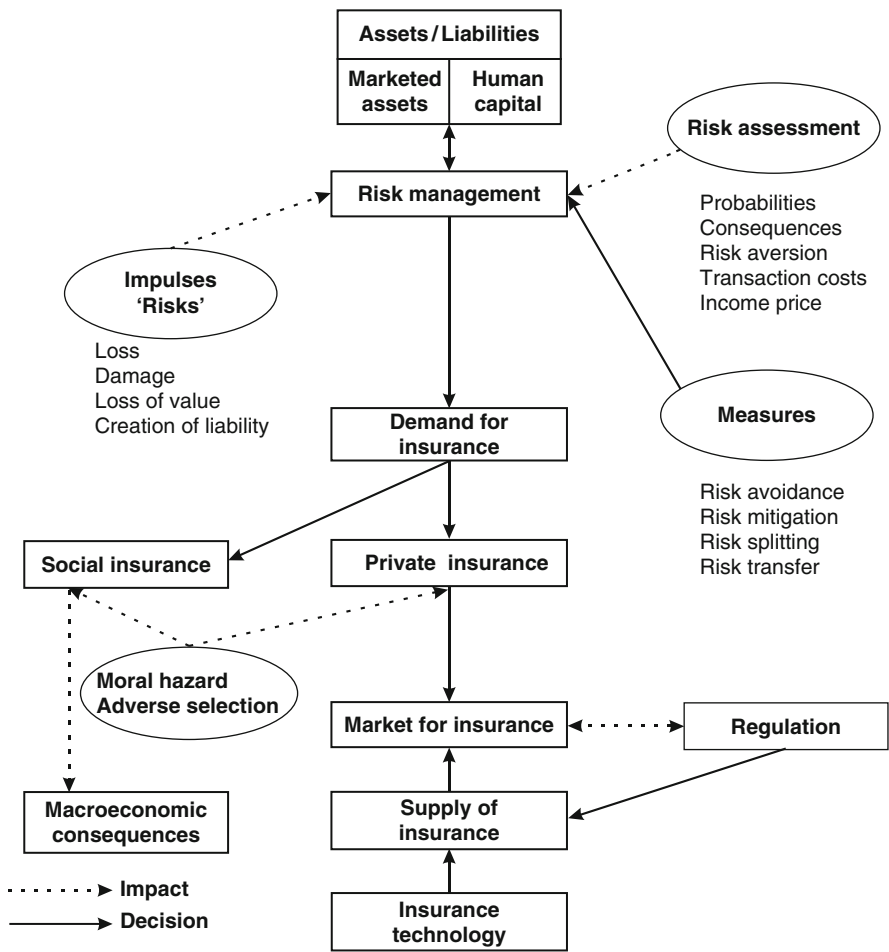 Assets/Liabilities
Marketed
assets
Human
capital
Risk assessment
Risk management
Probabilities
Consequences
Risk aversion
Transaction costs
Income price
Impulses
‘Risks’
Loss
Damage
Loss of value
Creation of liability
Demand for
insurance
Measures
Risk avoidance
Risk mitigation
Risk splitting
Risk transfer
Social insurance
Private insurance
Moral hazard
Adverse selection
Market for insurance
Regulation
Macroeconomic
consequences
Supply of
insurance
Impact
Decision
Insurance
technology